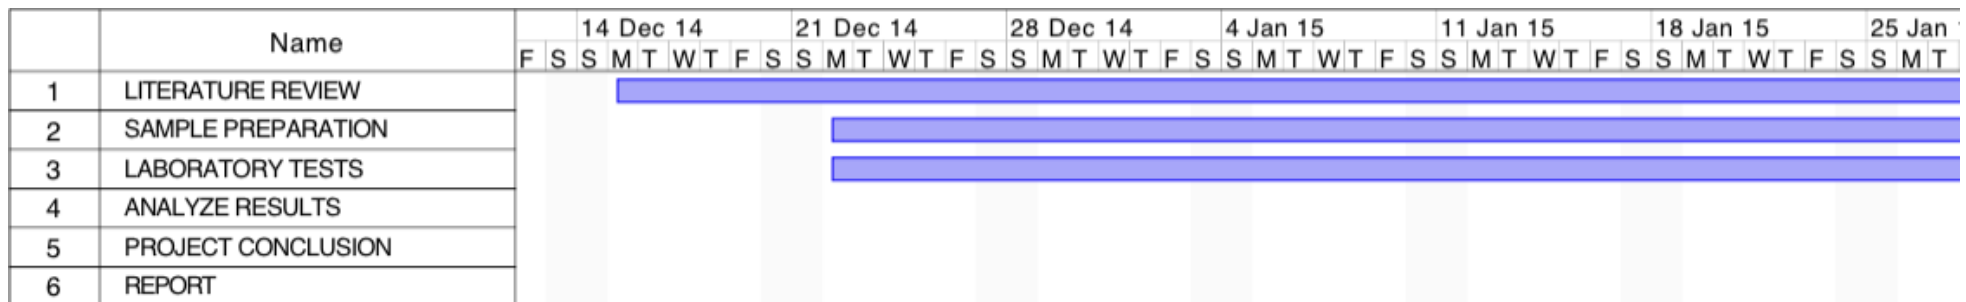 Name
14 Dec 14 21 Dec 14 28 Dec 14 4 Jan 15 11 Jan 15 18 Jan 15 25 Jan
F S S M T W T F S S M T W T F S S M T W T F S S M T W T F S S M T W T F S S M T W T F S S M T
1 LITERATURE REVIEW
2 SAMPLE PREPARATION
3 LABORATORY TESTS
4 ANALYZE RESULTS
5 PROJECT CONCLUSION
6 REPORT